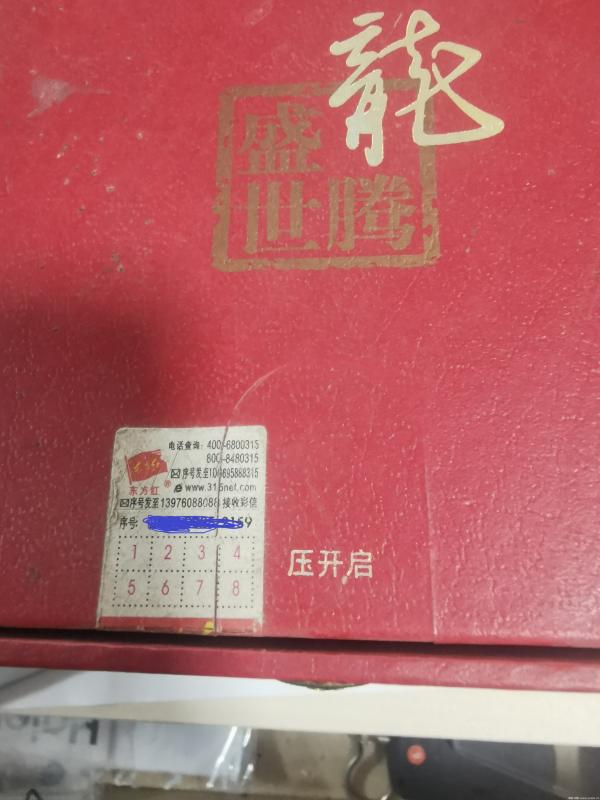 龍
盛
世腾
电话查询：400-6800315
800-8480315
序号发至10695888315
www.315net.com
东方红®
序号发至13976088088 接收彩信
序号: 3159
1 2 3 4
5 6 7 8
压开启